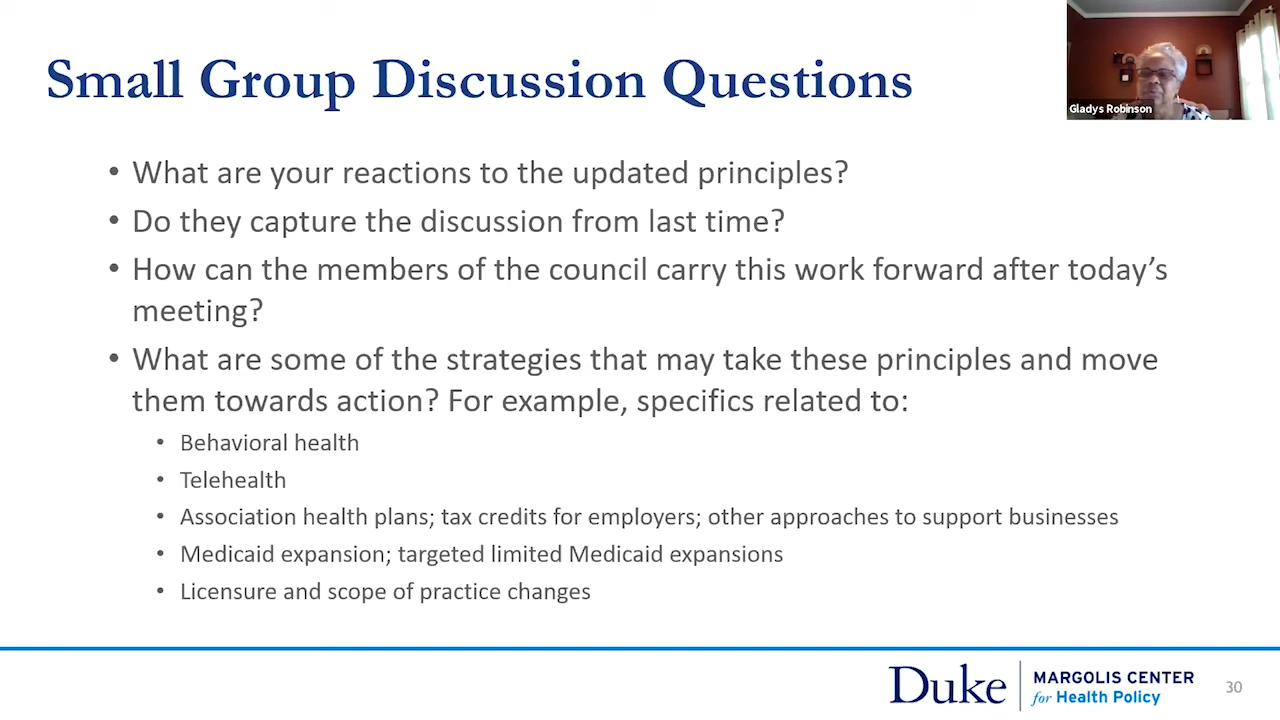 Small Group Discussion Questions
Gladys Robinson
• What are your reactions to the updated principles?
• Do they capture the discussion from last time?
• How can the members of the council carry this work forward after today’s
meeting?
• What are some of the strategies that may take these principles and move
them towards action? For example, specifics related to:
• Behavioral health
• Telehealth
• Association health plans; tax credits for employers; other approaches to support businesses
• Medicaid expansion; targeted limited Medicaid expansions
• Licensure and scope of practice changes
Duke
MARGOLIS CENTER
for Health Policy
30